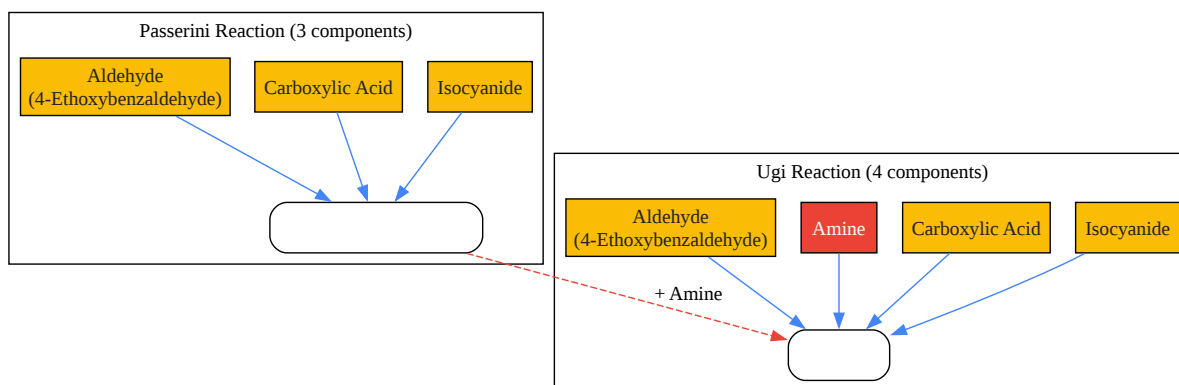 Passerini Reaction (3 components)
Aldehyde
(4-Ethoxybenzaldehyde)
Carboxylic Acid
Isocyanide
Ugi Reaction (4 components)
Aldehyde
(4-Ethoxybenzaldehyde)
Amine
Carboxylic Acid
Isocyanide
+ Amine